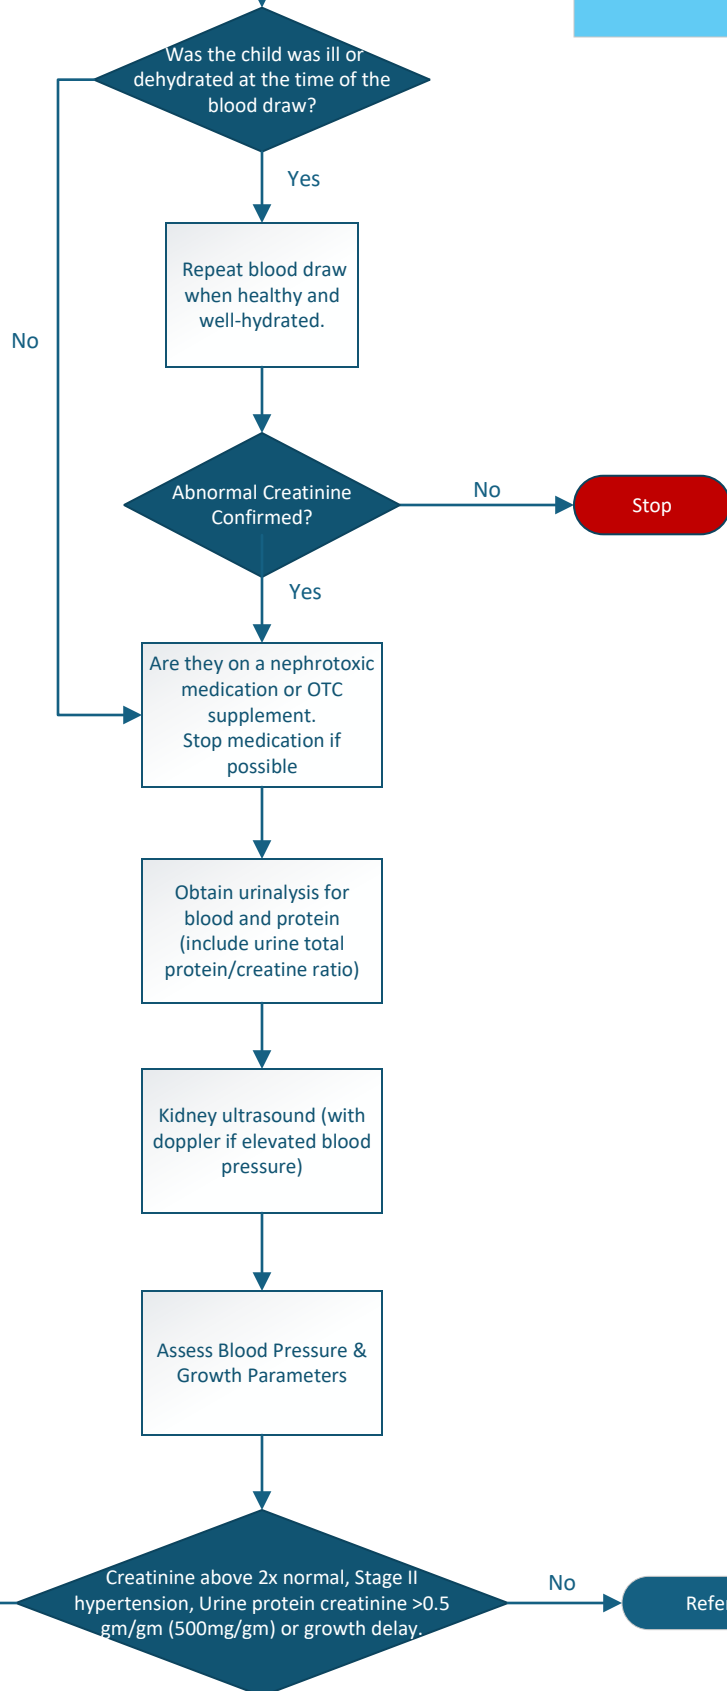 Was the child was ill or
dehydrated at the time of the
blood draw?
Yes
Repeat blood draw
when healthy and
well-hydrated.
No
Abnormal Creatinine
Confirmed?
No
Stop
Yes
Are they on a nephrotoxic
medication or OTC
supplement.
Stop medication if
possible
Obtain urinalysis for
blood and protein
(include urine total
protein/creatine ratio)
Kidney ultrasound (with
doppler if elevated blood
pressure)
Assess Blood Pressure &
Growth Parameters
Creatinine above 2x normal, Stage II
hypertension, Urine protein creatinine >0.5
gm/gm (500mg/gm) or growth delay.
No